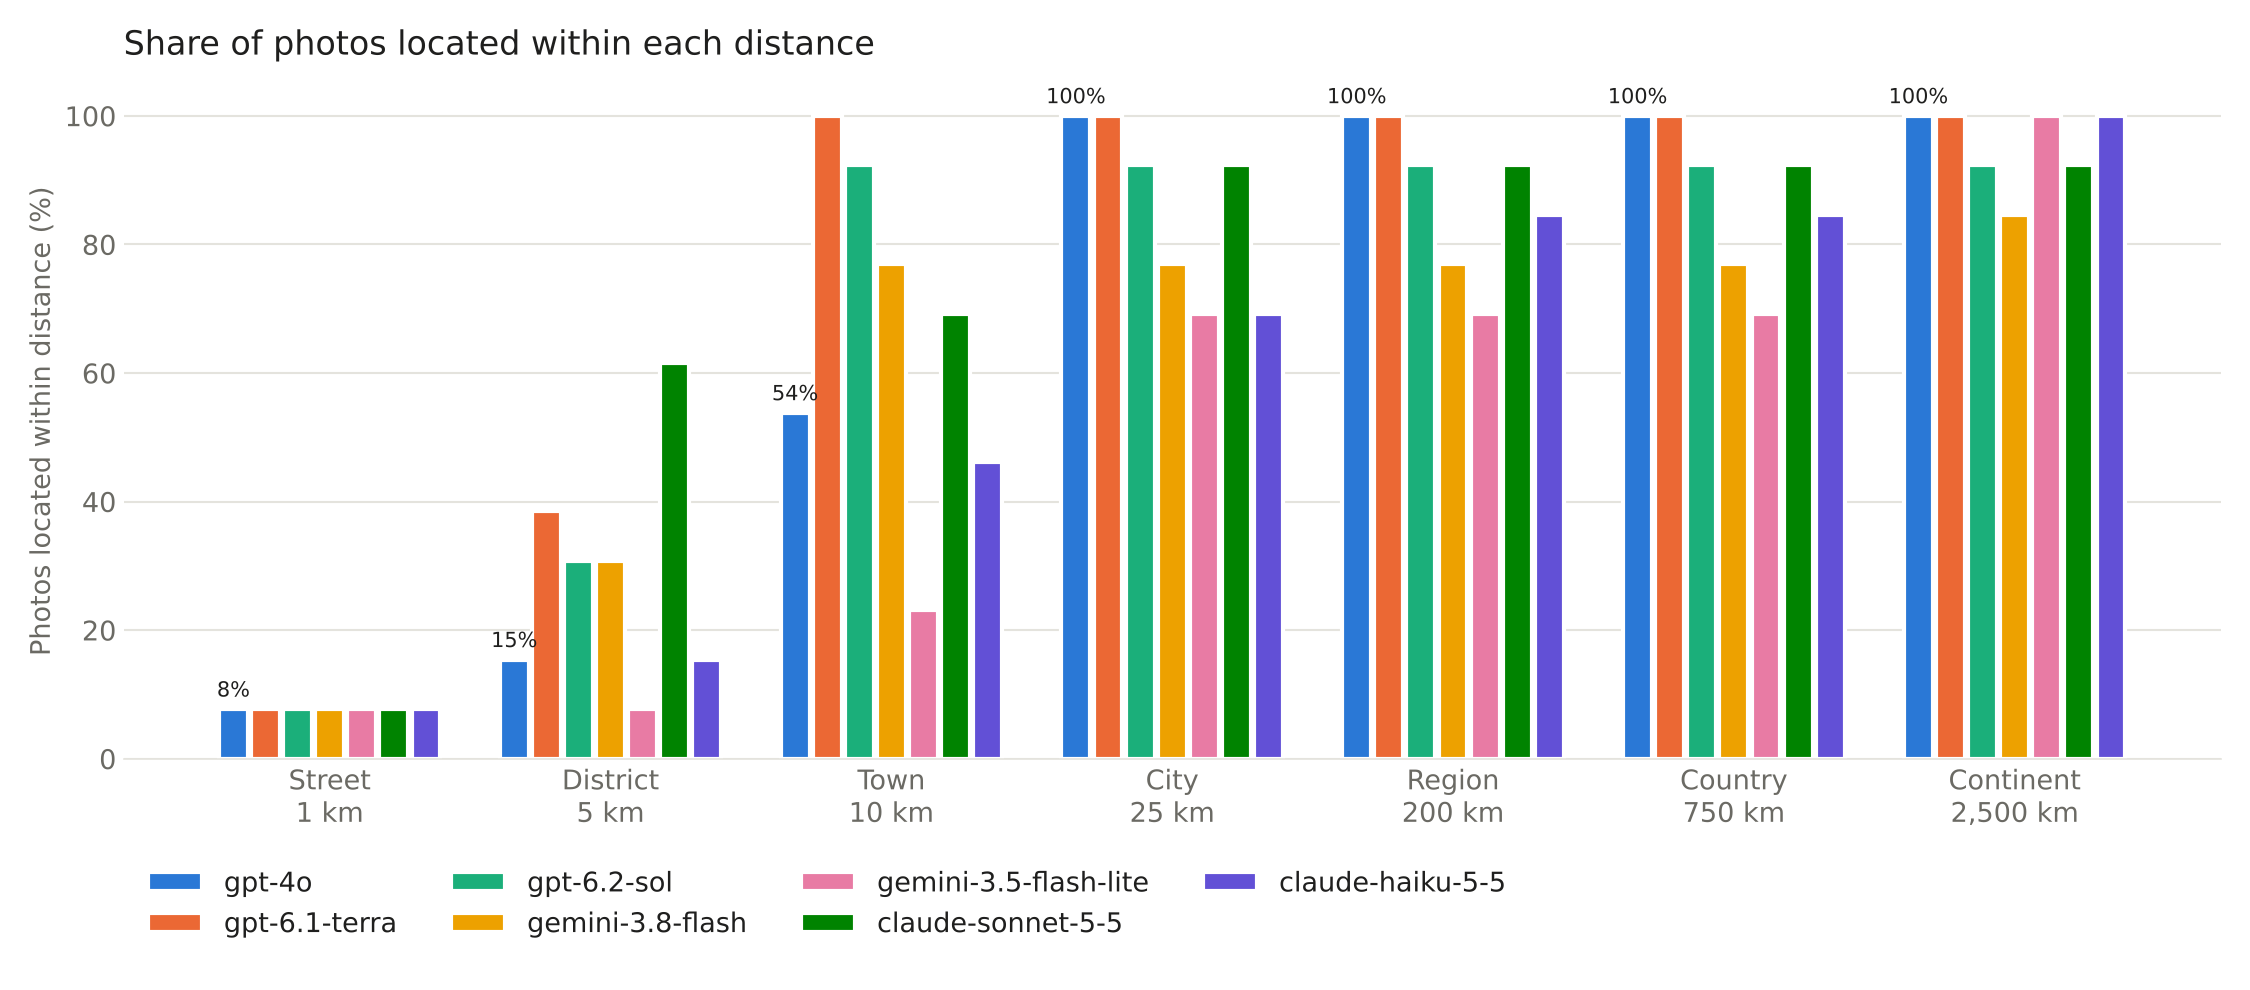 Share of photos located within each distance
Photos located within distance (%)
100
80
60
40
20
0
8%
15%
54%
100%
100%
100%
100%
Street
1 km
District
5 km
Town
10 km
City
25 km
Region
200 km
Country
750 km
Continent
2,500 km
gpt-4o
gpt-6.1-terra
gpt-6.2-sol
gemini-3.8-flash
gemini-3.5-flash-lite
claude-sonnet-5-5
claude-haiku-5-5